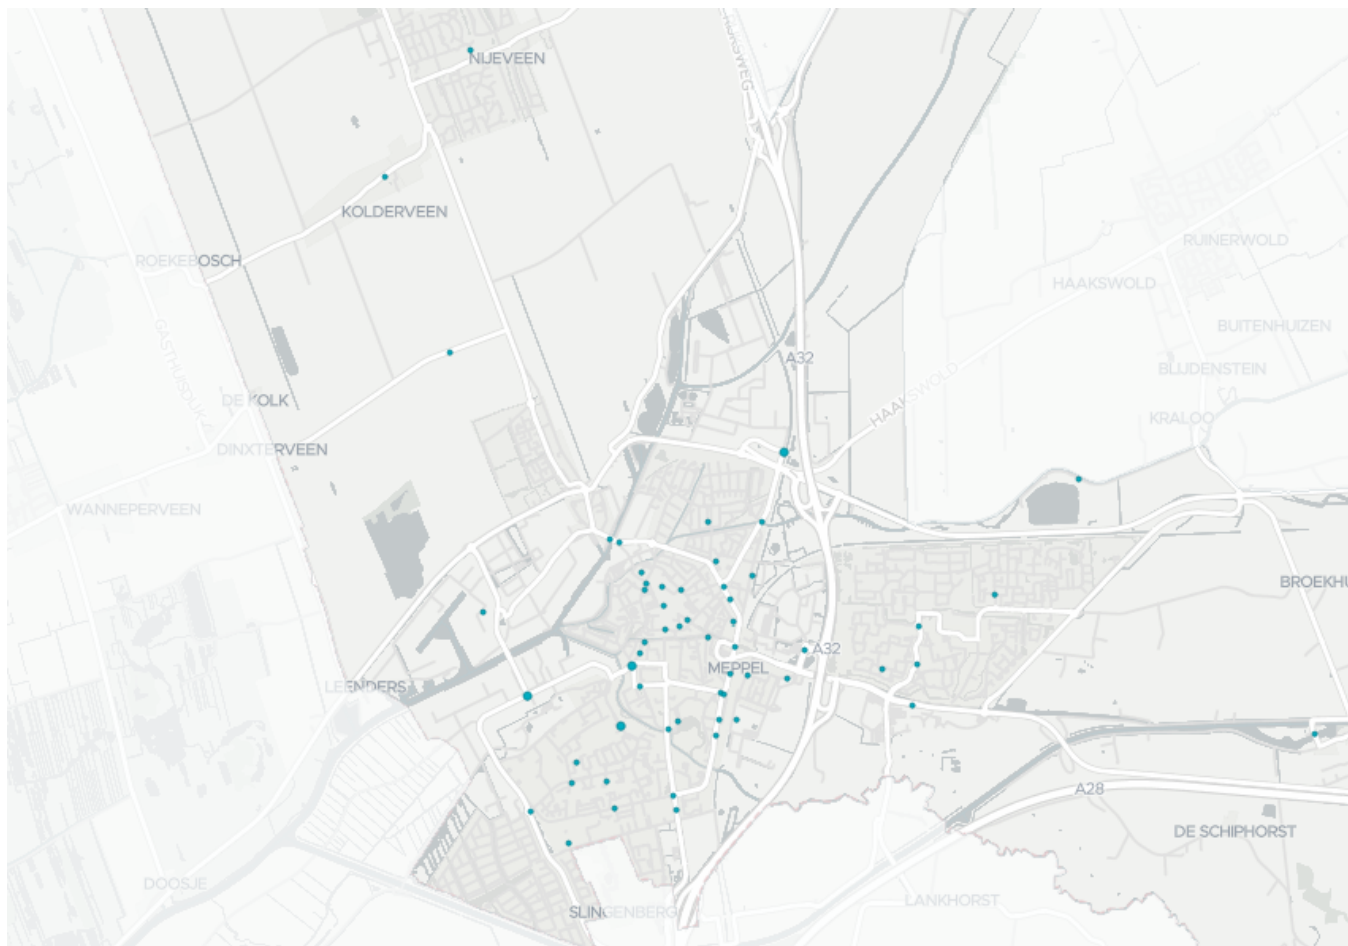 NIJEVEEN
KOLDERVEEN
ROEKEBOSCH
RUINERWOLD
HAAKSWOLD
BUITENHUIZEN
A32
BLIJDENSTEIN
HAAKSWOLD
DE KOLK
KRALOO
DINXTERVEEN
WANNEPERVEEN
BROEKHU
A32
MEPPEL
LEENDERS
A28
DE SCHIPHORST
DOOSJE
LANKHORST
SLINGENBERG